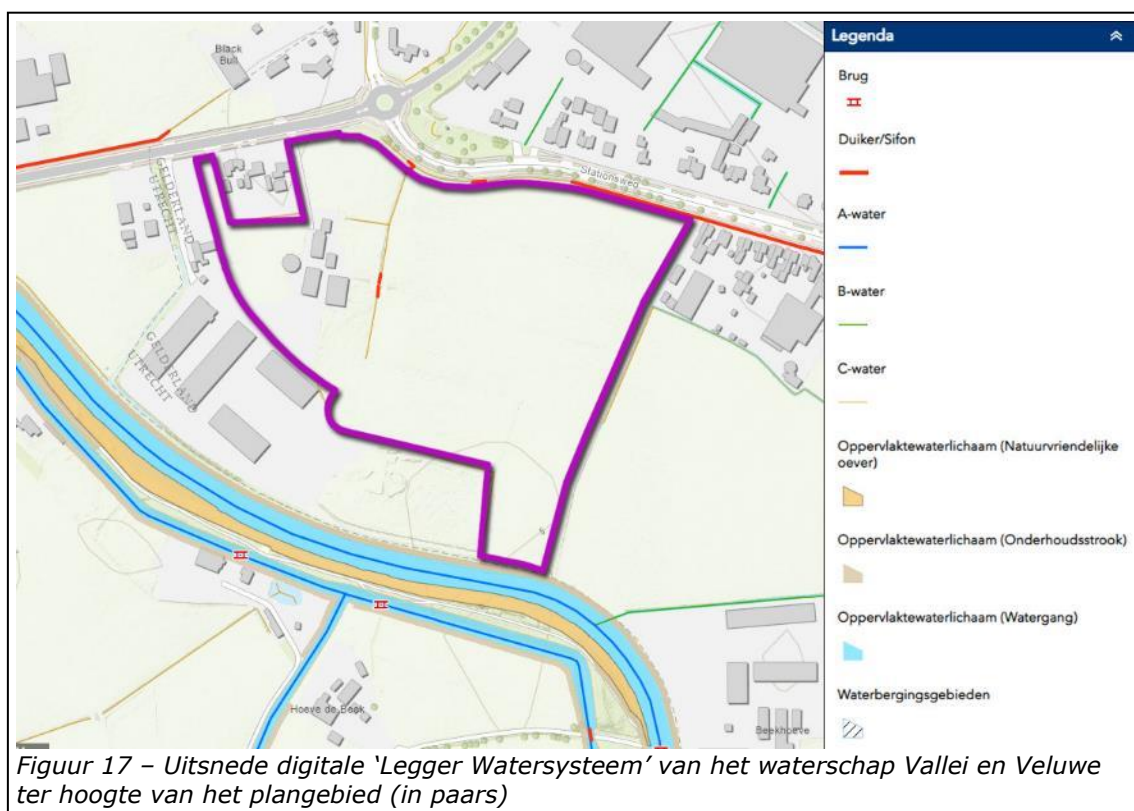 Black
Bull
Stationsweg
GELDERLAND
UTRECHT
GELDERLAND
UTRECHT
Hoeve de Beek
Beekhoeve
Legenda
Brug
Duiker/Sifon
A-water
B-water
C-water
Oppervlaktewaterlichaam (Natuurvriendelijke
oever)
Oppervlaktewaterlichaam (Onderhoudsstrook)
Oppervlaktewaterlichaam (Watergang)
Waterbergingsgebieden
Figuur 17 – Uitsnede digitale ‘Legger Watersysteem’ van het waterschap Vallei en Veluwe
ter hoogte van het plangebied (in paars)